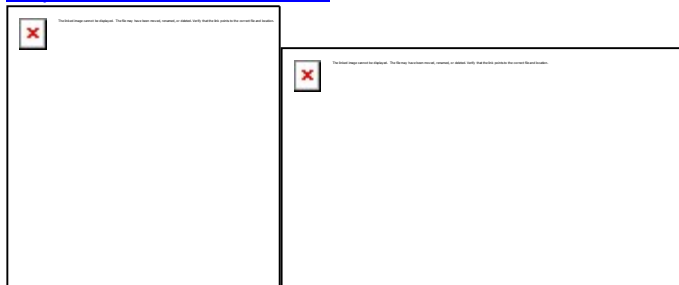 The linked image cannot be displayed. The file may have been moved, renamed, or deleted. Verify that the link points to the correct file and location.
The linked image cannot be displayed. The file may have been moved, renamed, or deleted. Verify that the link points to the correct file and location.